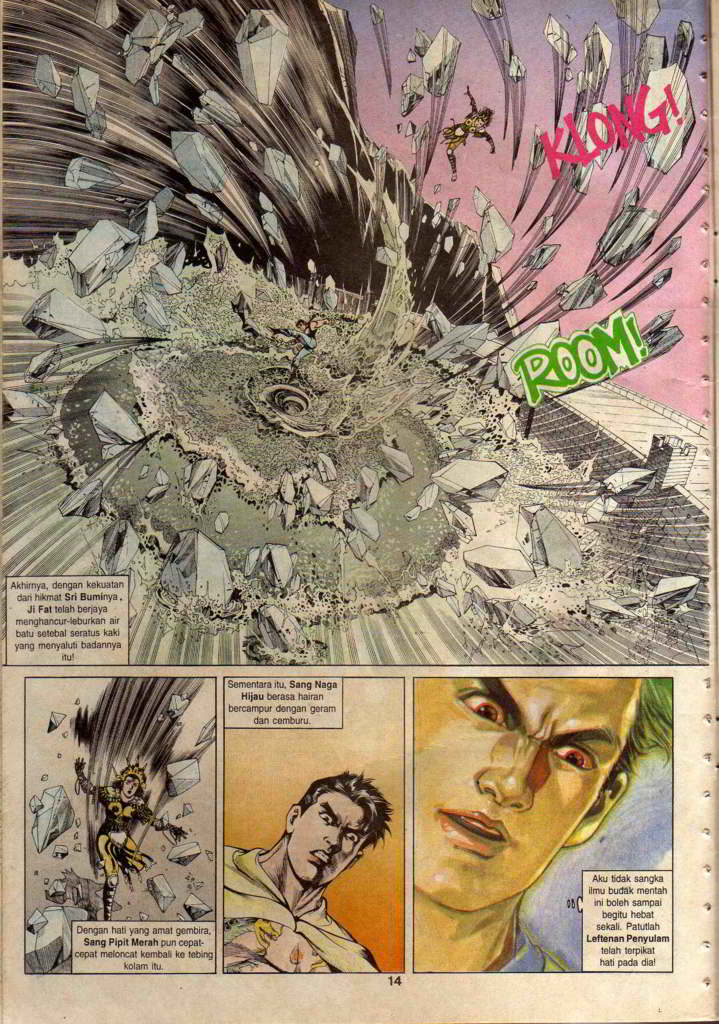 KLONG!
ROOM!
Akhirnya, dengan kekuatan
dari hikmat Sri Buminya,
Ji Fat telah berjaya
menghancur-leburkan air
batu setebal seratus kaki
yang menyaluti badannya
itu!
Dengan hati yang amat gembira,
Sang Pipit Merah pun cepat-
cepat meloncat kembali ke tebing
kolam itu.
Sementara itu, Sang Naga
Hijau berasa hairan
bercampur dengan geram
dan cemburu.
Aku tidak sangka
ilmu budak mentah
ini boleh sampai
begitu hebat
sekali. Patutlah
Leftenan Penyulam
telah terpikat
hati pada dia!
14